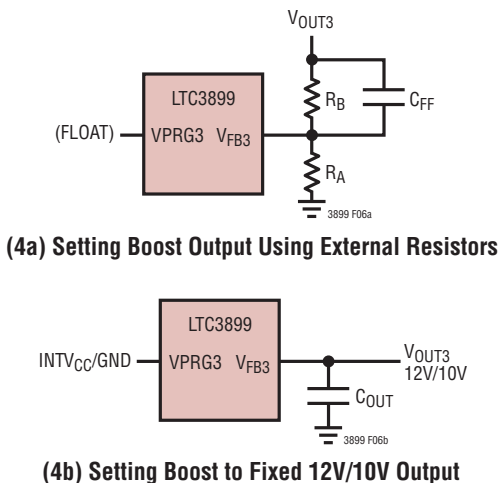 VOUT3
LTC3899
RB
CFF
(FLOAT)
VPRG3
VFB3
RA
3899 F06a
(4a) Setting Boost Output Using External Resistors
LTC3899
INTVCC/GND
VPRG3
VFB3
VOUT3
12V/10V
COUT
3899 F06b
(4b) Setting Boost to Fixed 12V/10V Output